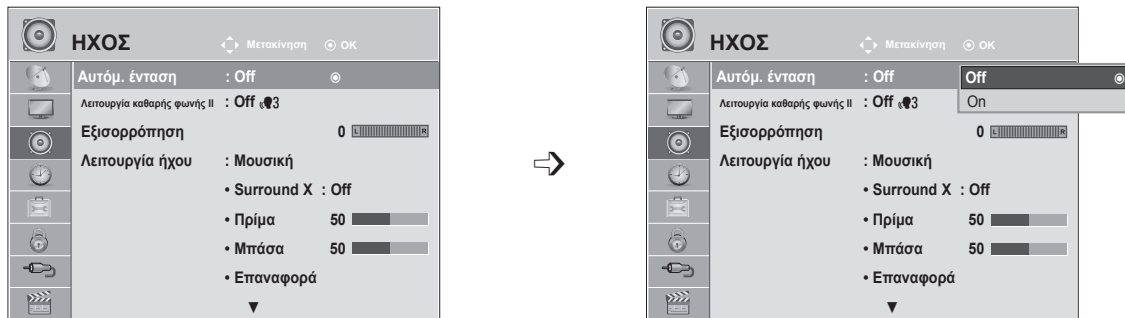 ΗΧΟΣ Μετακίνηση OK
Αυτόμ. ένταση : Off
Λειτουργία καθαρής φωνής II : Off 3
Εξισορρόπηση 0 L R
Λειτουργία ήχου : Μουσική
• Surround X : Off
• Πρίμα 50
• Μπάσα 50
• Επαναφορά
ΗΧΟΣ Μετακίνηση OK
Αυτόμ. ένταση : Off
Off
On
Λειτουργία καθαρής φωνής II : Off 3
Εξισορρόπηση 0 L R
Λειτουργία ήχου : Μουσική
• Surround X : Off
• Πρίμα 50
• Μπάσα 50
• Επαναφορά